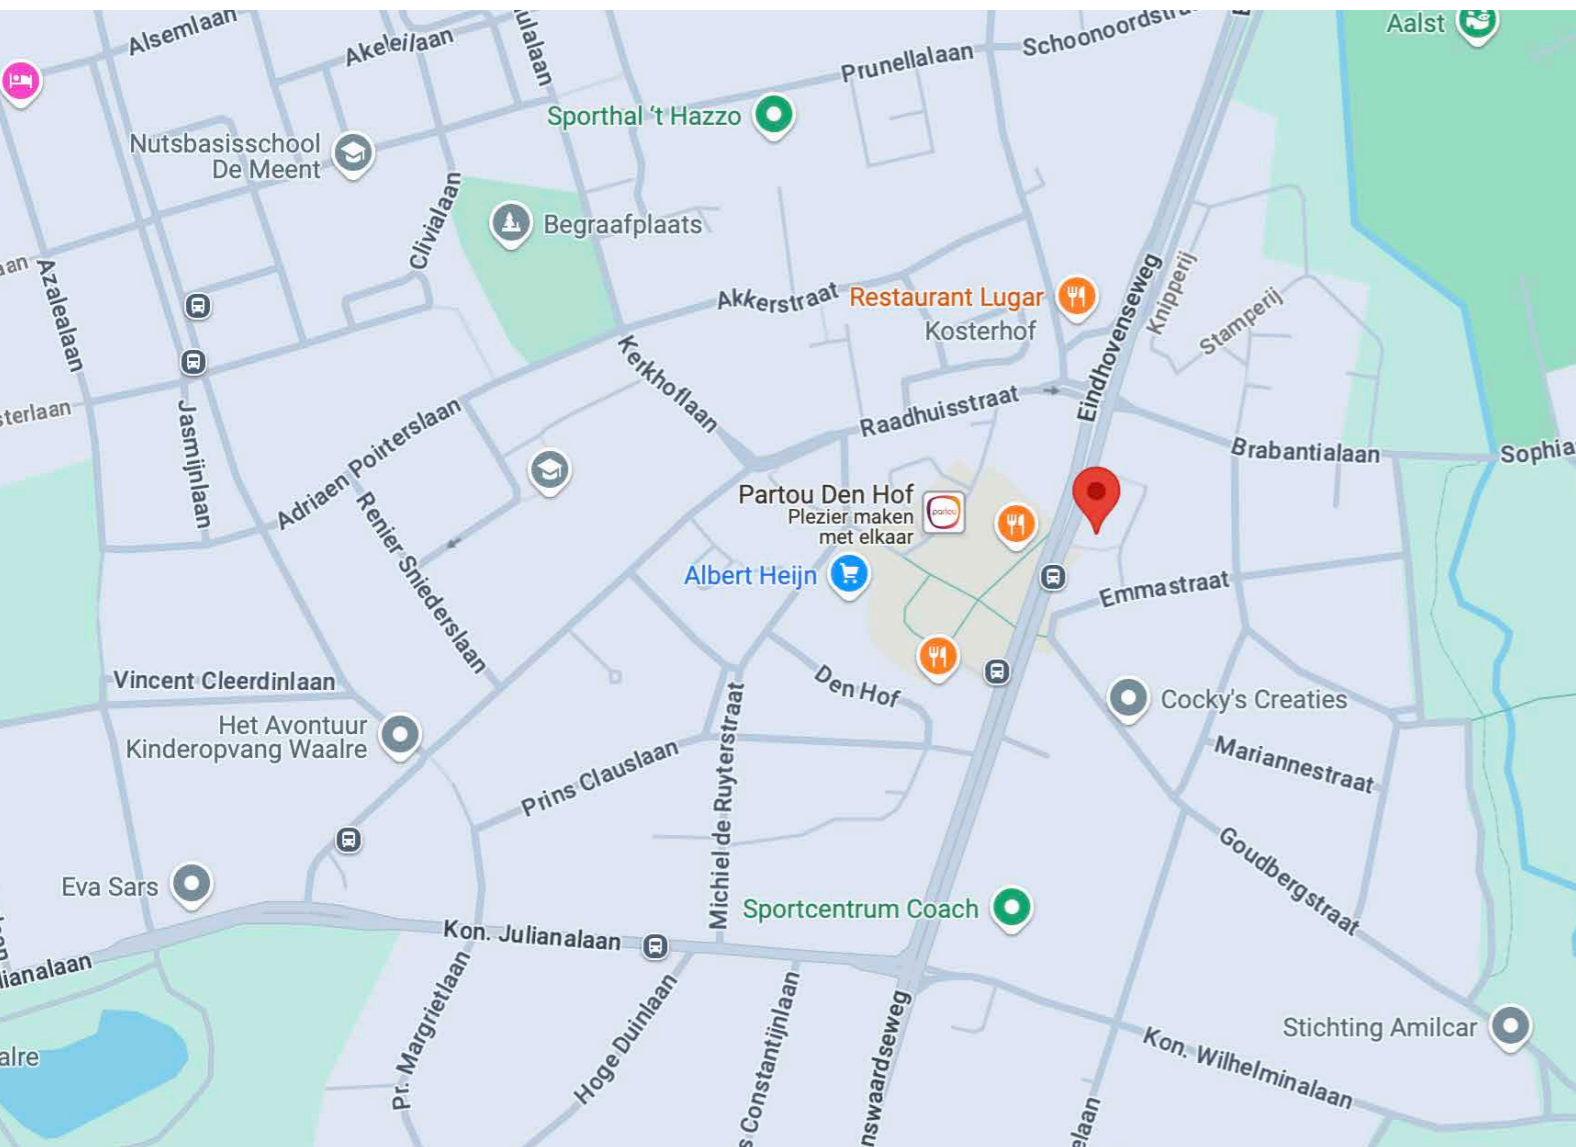 Alsemlaan
Akeleilaan
Prunellalaan
Aalst
Sporthal 't Hazzo
Nutsbasisschool
De Meent
Clivialaan
Begraafplaats
Azalealaan
Akkerstraat
Restaurant Lugar
Kosterhof
Eindhovenseweg
Knipperij
Stamperij
Kerkhoflaan
Raadhuisstraat
Brabantialaan
Jasmijnlaan
Adriaen Poirterslaan
Partou Den Hof
Plezier maken
met elkaar
partou
Renier Sniederslaan
Albert Heijn
Emmastraat
Vincent Cleerdinlaan
Den Hof
Cocky's Creaties
Het Avontuur
Kinderopvang Waalre
Prins Clauslaan
Michiel de Ruyterstraat
Mariannestraat
Goudbergstraat
Eva Sars
Sportcentrum Coach
Kon. Julianalaan
Pr. Margrietlaan
Hoge Duinlaan
Constantijnlaan
Stichting Amilcar
Kon. Wilhelminalaan